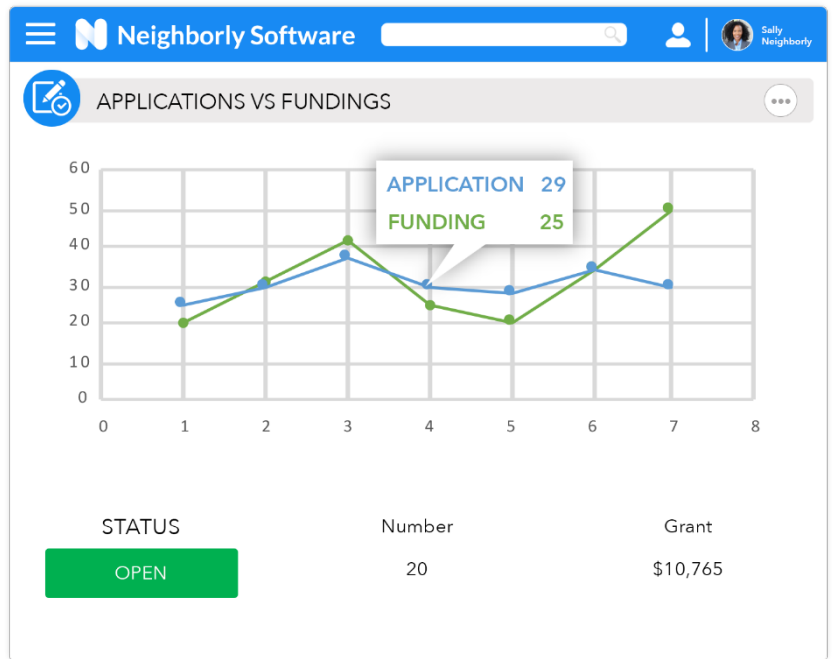 Neighborly Software
Sally
Neighborly
APPLICATIONS VS FUNDINGS
60
50
40
30
20
10
0
APPLICATION 29
FUNDING 25
0 1 2 3 4 5 6 7 8
STATUS Number Grant
OPEN 20 $10,765